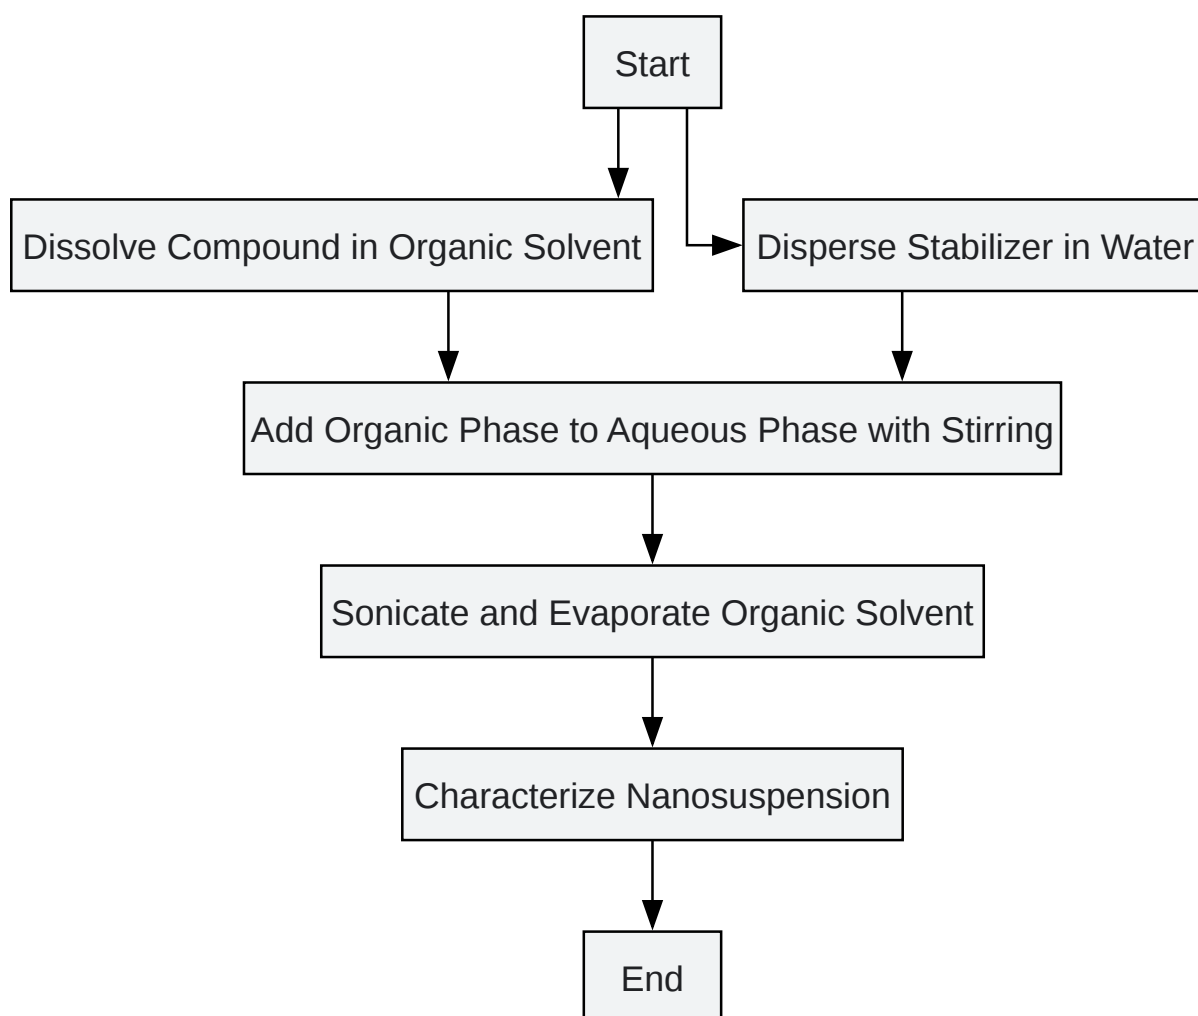 Start
Dissolve Compound in Organic Solvent
Disperse Stabilizer in Water
Add Organic Phase to Aqueous Phase with Stirring
Sonicate and Evaporate Organic Solvent
Characterize Nanosuspension
End